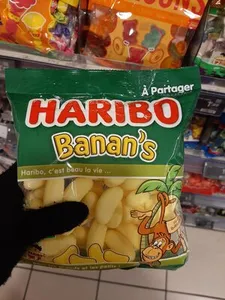 À Partager
HARIBO
Banan's
Haribo, c'est beau la vie ...